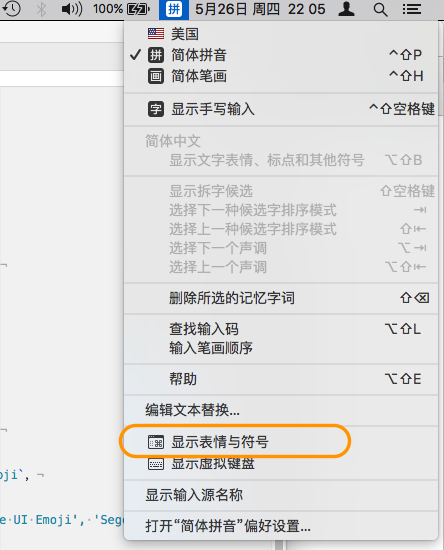 100% 拼 5月26日 周四 22 05
美国
✓ 拼 简体拼音 ^⇧P
画 简体笔画 ^⇧H
字 显示手写输入 ^⇧空格键
简体中文
显示文字表情、标点和其他符号 ⌥⇧B
显示拆字候选 ⇧空格键
选择下一种候选字排序模式 ⇥
选择上一种候选字排序模式 ⇧⇤
选择下一个声调 ⌥⇥
选择上一个声调 ⌥⇧⇤
删除所选的记忆字词 ⇧⌫
查找输入码 ⌥⇧L
输入笔画顺序
帮助 ⌥⇧E
编辑文本替换...
显示表情与符号
显示虚拟键盘
oji`, ¬
显示输入源名称
e·UI·Emoji',·'Sego
打开“简体拼音”偏好设置...